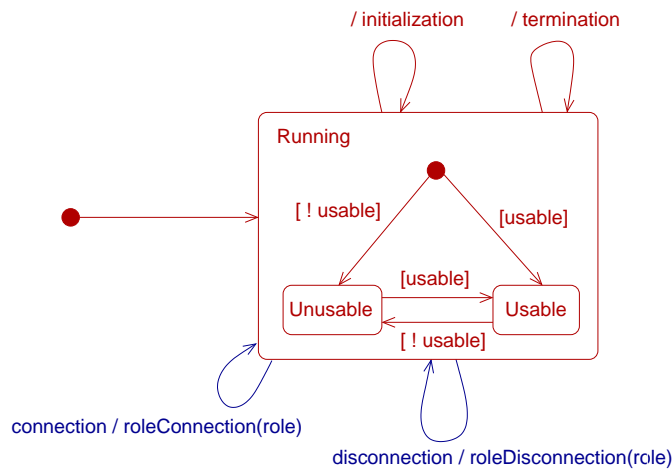 / initialization
/ termination
Running
[ ! usable]
[usable]
[usable]
Unusable
Usable
[ ! usable]
connection / roleConnection(role)
disconnection / roleDisconnection(role)